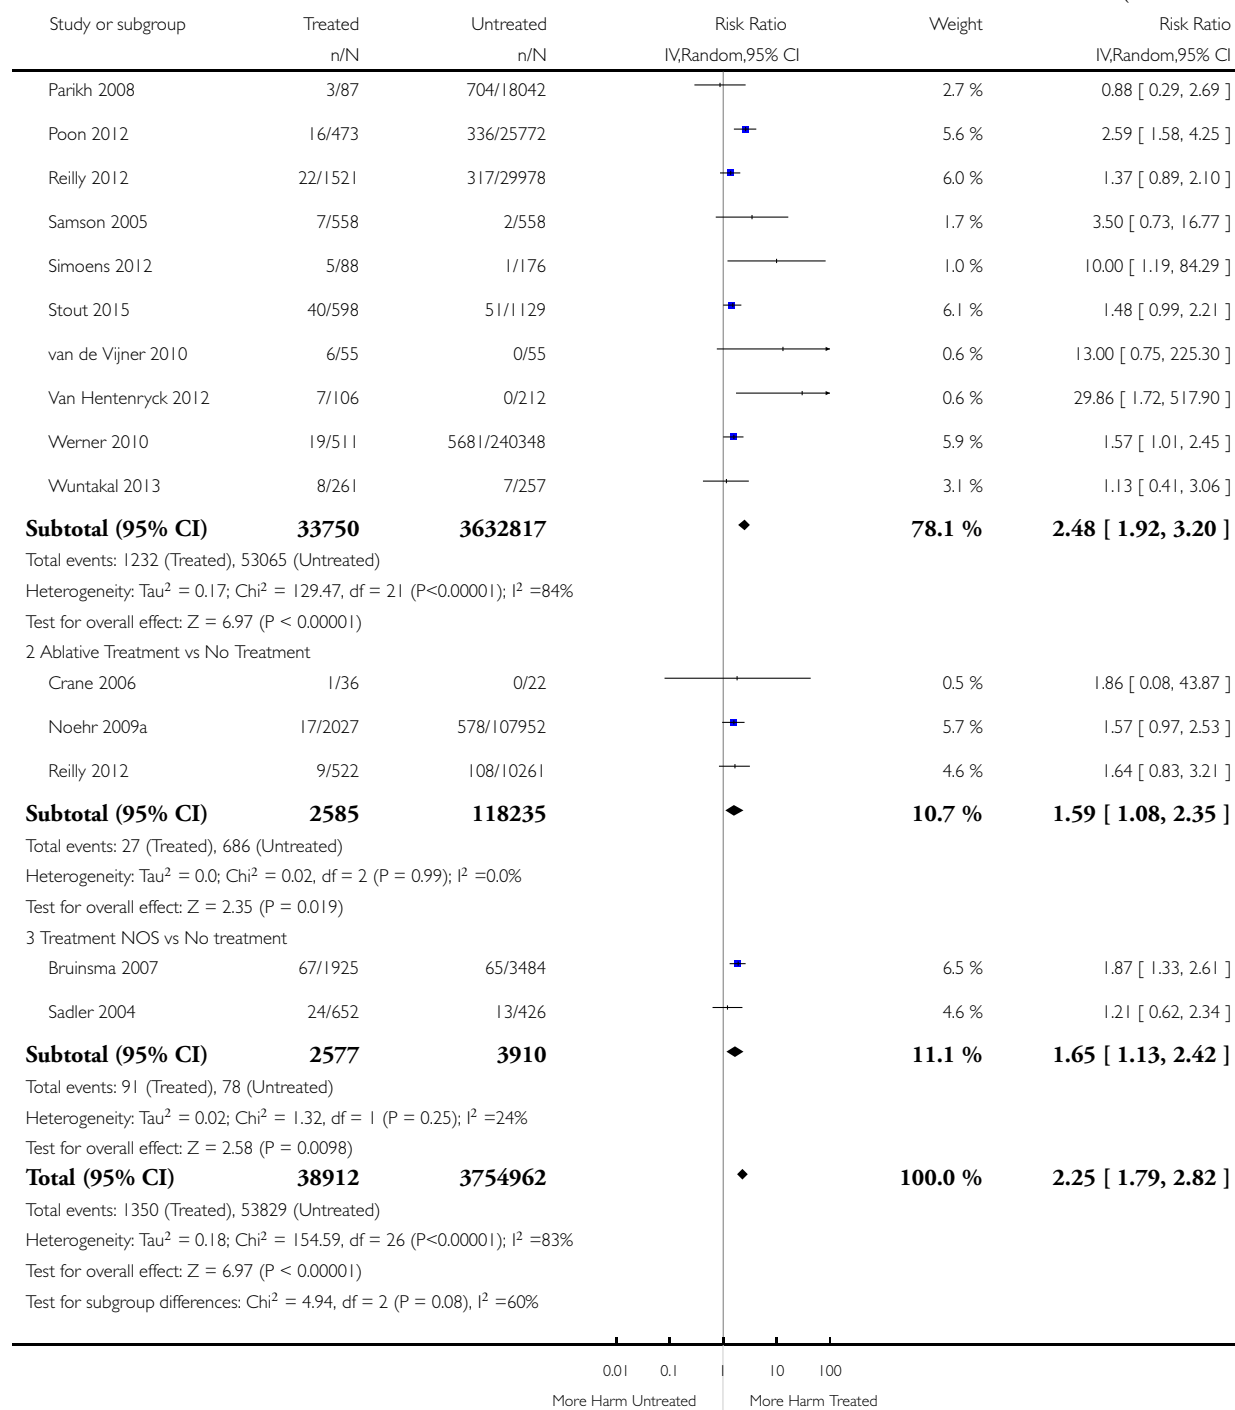 Study or subgroup Treated Untreated Risk Ratio Weight Risk Ratio
n/N n/N IV,Random,95% CI IV,Random,95% CI
Parikh 2008 3/87 704/18042 2.7 % 0.88 [ 0.29, 2.69 ]
Poon 2012 16/473 336/25772 5.6 % 2.59 [ 1.58, 4.25 ]
Reilly 2012 22/1521 317/29978 6.0 % 1.37 [ 0.89, 2.10 ]
Samson 2005 7/558 2/558 1.7 % 3.50 [ 0.73, 16.77 ]
Simoens 2012 5/88 1/176 1.0 % 10.00 [ 1.19, 84.29 ]
Stout 2015 40/598 51/1129 6.1 % 1.48 [ 0.99, 2.21 ]
van de Vijner 2010 6/55 0/55 0.6 % 13.00 [ 0.75, 225.30 ]
Van Hentenryck 2012 7/106 0/212 0.6 % 29.86 [ 1.72, 517.90 ]
Werner 2010 19/511 5681/240348 5.9 % 1.57 [ 1.01, 2.45 ]
Wuntakal 2013 8/261 7/257 3.1 % 1.13 [ 0.41, 3.06 ]
Subtotal (95% CI) 33750 3632817 78.1 % 2.48 [ 1.92, 3.20 ]
Total events: 1232 (Treated), 53065 (Untreated)
Heterogeneity: Tau² = 0.17; Chi² = 129.47, df = 21 (P<0.00001); I² =84%
Test for overall effect: Z = 6.97 (P < 0.00001)
2 Ablative Treatment vs No Treatment
Crane 2006 1/36 0/22 0.5 % 1.86 [ 0.08, 43.87 ]
Noehr 2009a 17/2027 578/107952 5.7 % 1.57 [ 0.97, 2.53 ]
Reilly 2012 9/522 108/10261 4.6 % 1.64 [ 0.83, 3.21 ]
Subtotal (95% CI) 2585 118235 10.7 % 1.59 [ 1.08, 2.35 ]
Total events: 27 (Treated), 686 (Untreated)
Heterogeneity: Tau² = 0.0; Chi² = 0.02, df = 2 (P = 0.99); I² =0.0%
Test for overall effect: Z = 2.35 (P = 0.019)
3 Treatment NOS vs No treatment
Bruinsma 2007 67/1925 65/3484 6.5 % 1.87 [ 1.33, 2.61 ]
Sadler 2004 24/652 13/426 4.6 % 1.21 [ 0.62, 2.34 ]
Subtotal (95% CI) 2577 3910 11.1 % 1.65 [ 1.13, 2.42 ]
Total events: 91 (Treated), 78 (Untreated)
Heterogeneity: Tau² = 0.02; Chi² = 1.32, df = 1 (P = 0.25); I² =24%
Test for overall effect: Z = 2.58 (P = 0.0098)
Total (95% CI) 38912 3754962 100.0 % 2.25 [ 1.79, 2.82 ]
Total events: 1350 (Treated), 53829 (Untreated)
Heterogeneity: Tau² = 0.18; Chi² = 154.59, df = 26 (P<0.00001); I² =83%
Test for overall effect: Z = 6.97 (P < 0.00001)
Test for subgroup differences: Chi² = 4.94, df = 2 (P = 0.08), I² =60%
0.01 0.1 1 10 100
More Harm Untreated More Harm Treated